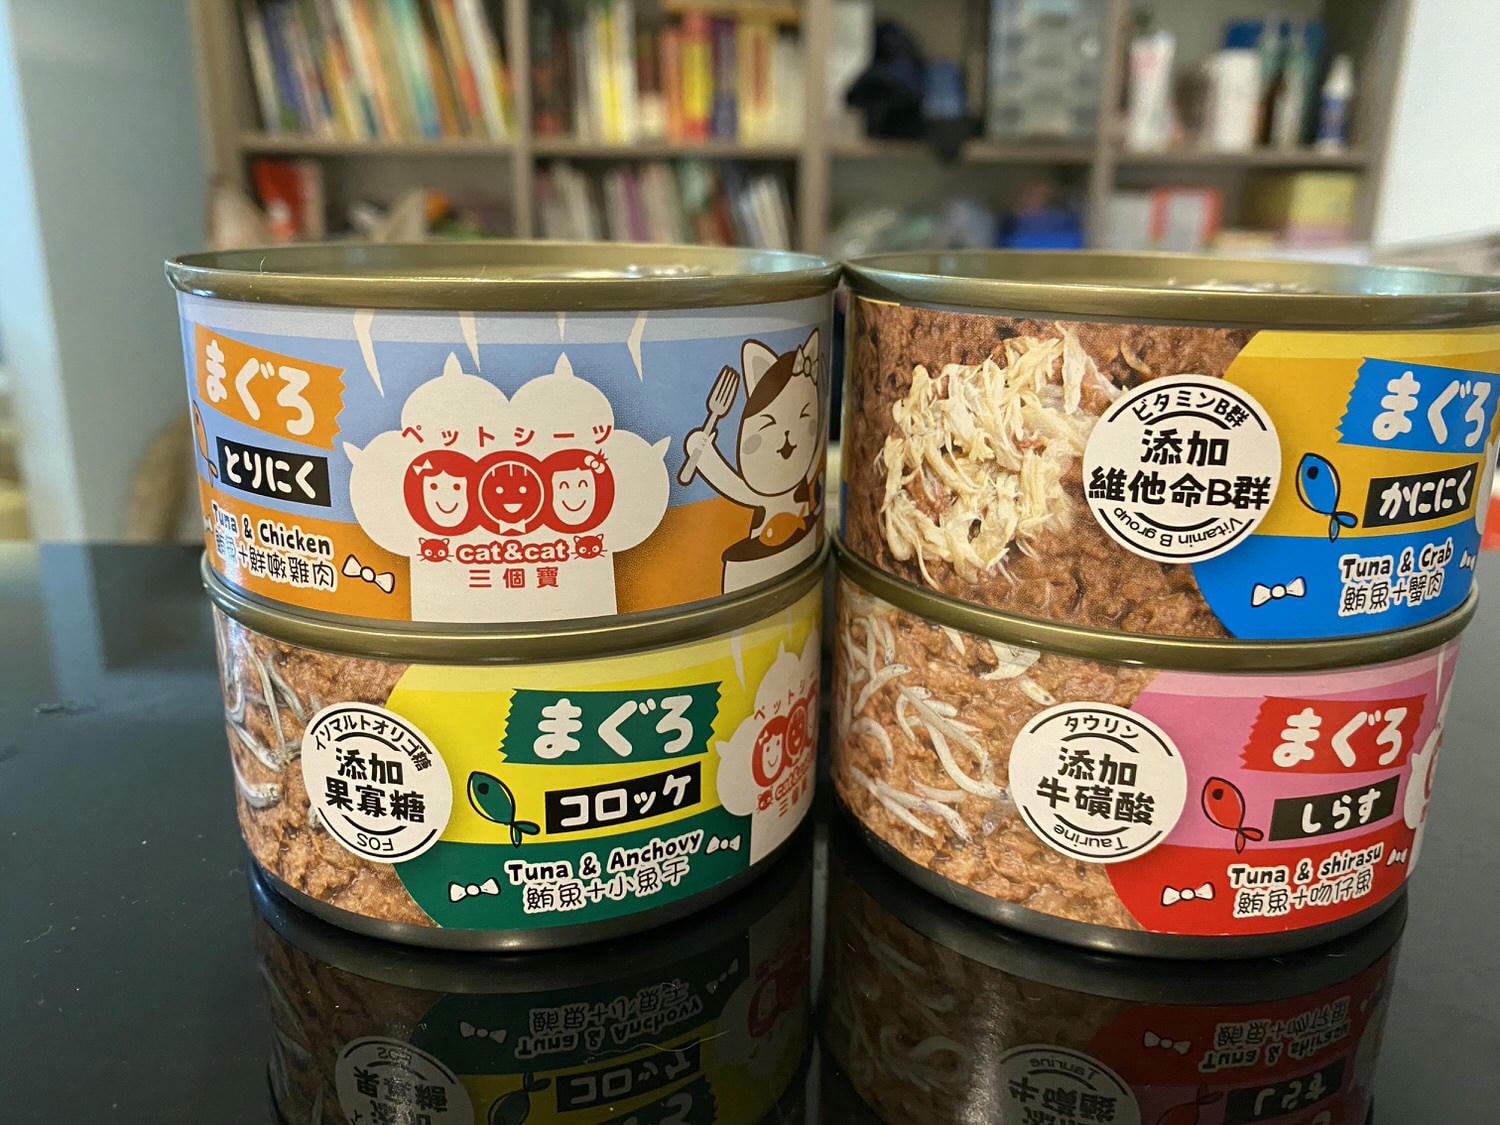 まぐろ
とりにく
Tuna & Chicken
鮪魚+鮮嫩雞肉
ペットシーツ
cat&cat
三個寶
ビタミンB群
添加
維他命B群
Vitamin B group
まぐろ
かににく
Tuna & Crab
鮪魚+蟹肉
イソマルトオリゴ糖
添加
果寡糖
FOS
まぐろ
コロッケ
Tuna & Anchovy
鮪魚+小魚干
タウリン
添加
牛磺酸
Taurine
まぐろ
しらす
Tuna & shirasu
鮪魚+吻仔魚